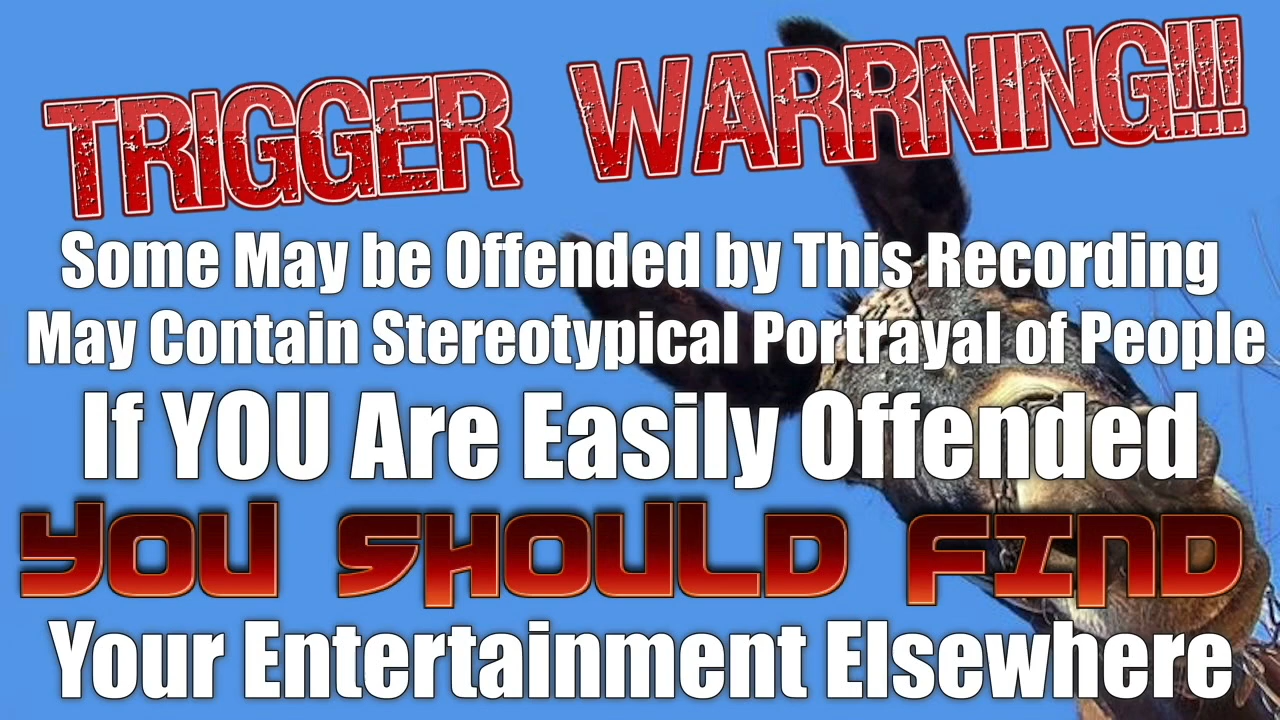 TRIGGER WARRNING!!!
Some May be Offended by This Recording
May Contain Stereotypical Portrayal of People
If YOU Are Easily Offended
YOU SHOULD FIND
Your Entertainment Elsewhere